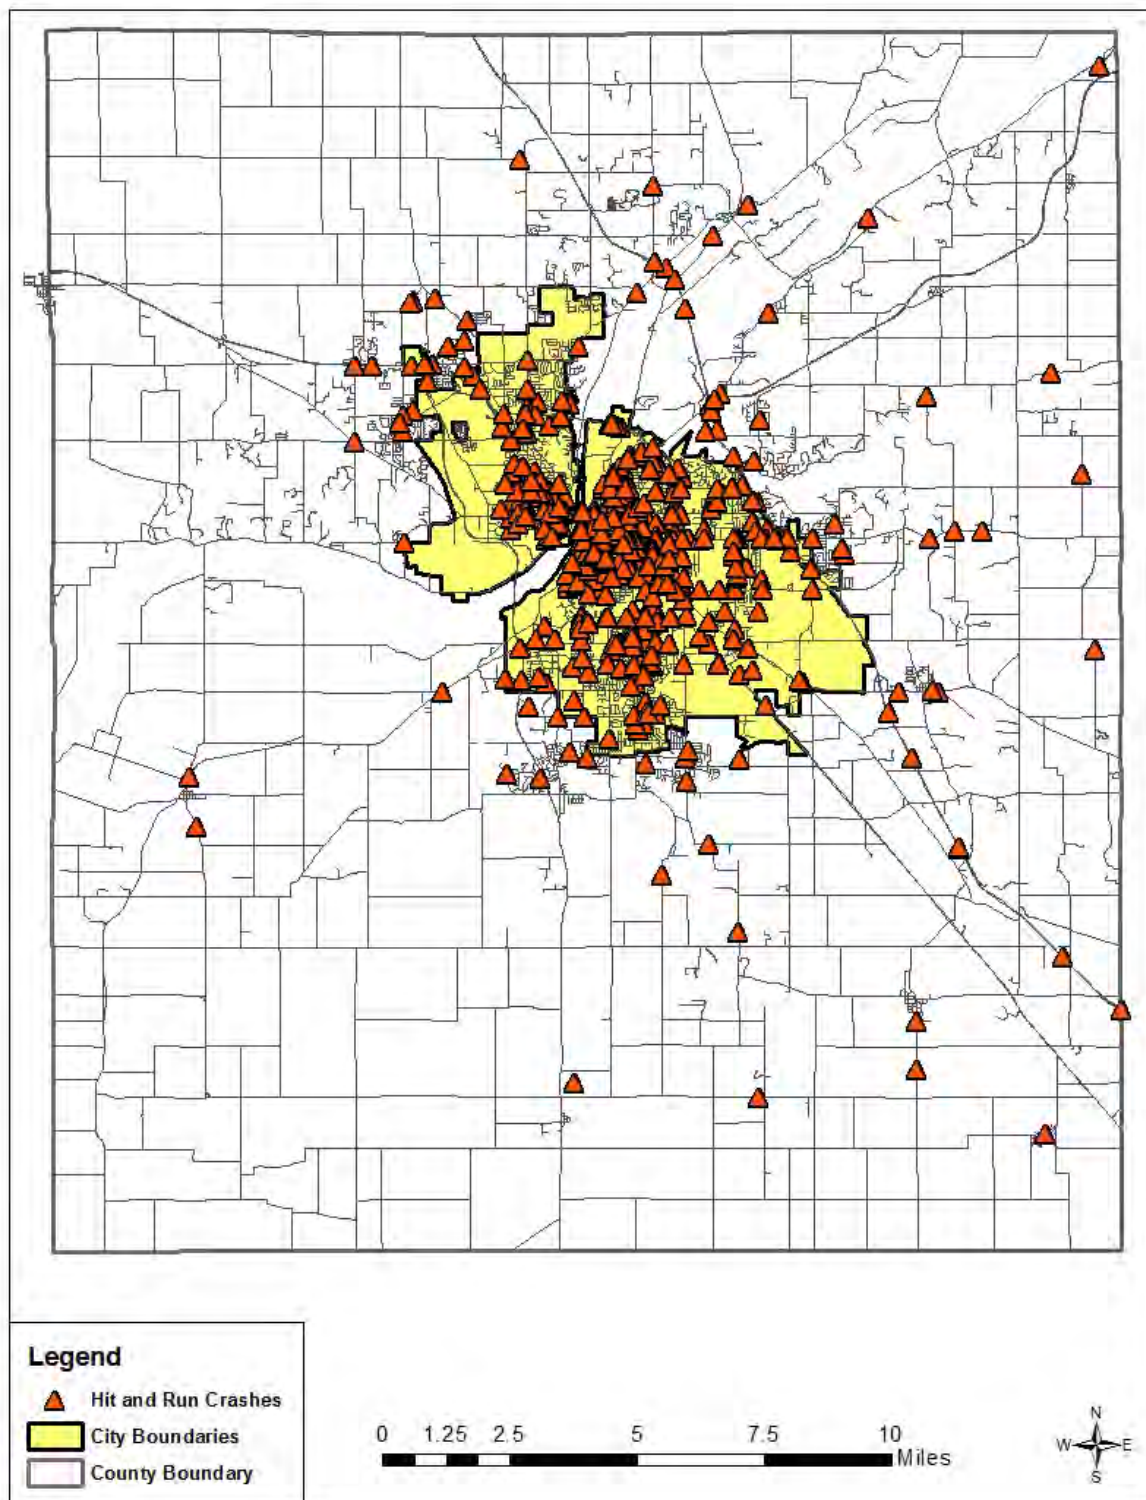 Legend
Hit and Run Crashes
City Boundaries
County Boundary
0 1.25 2.5 5 7.5 10
Miles
N
W E
S